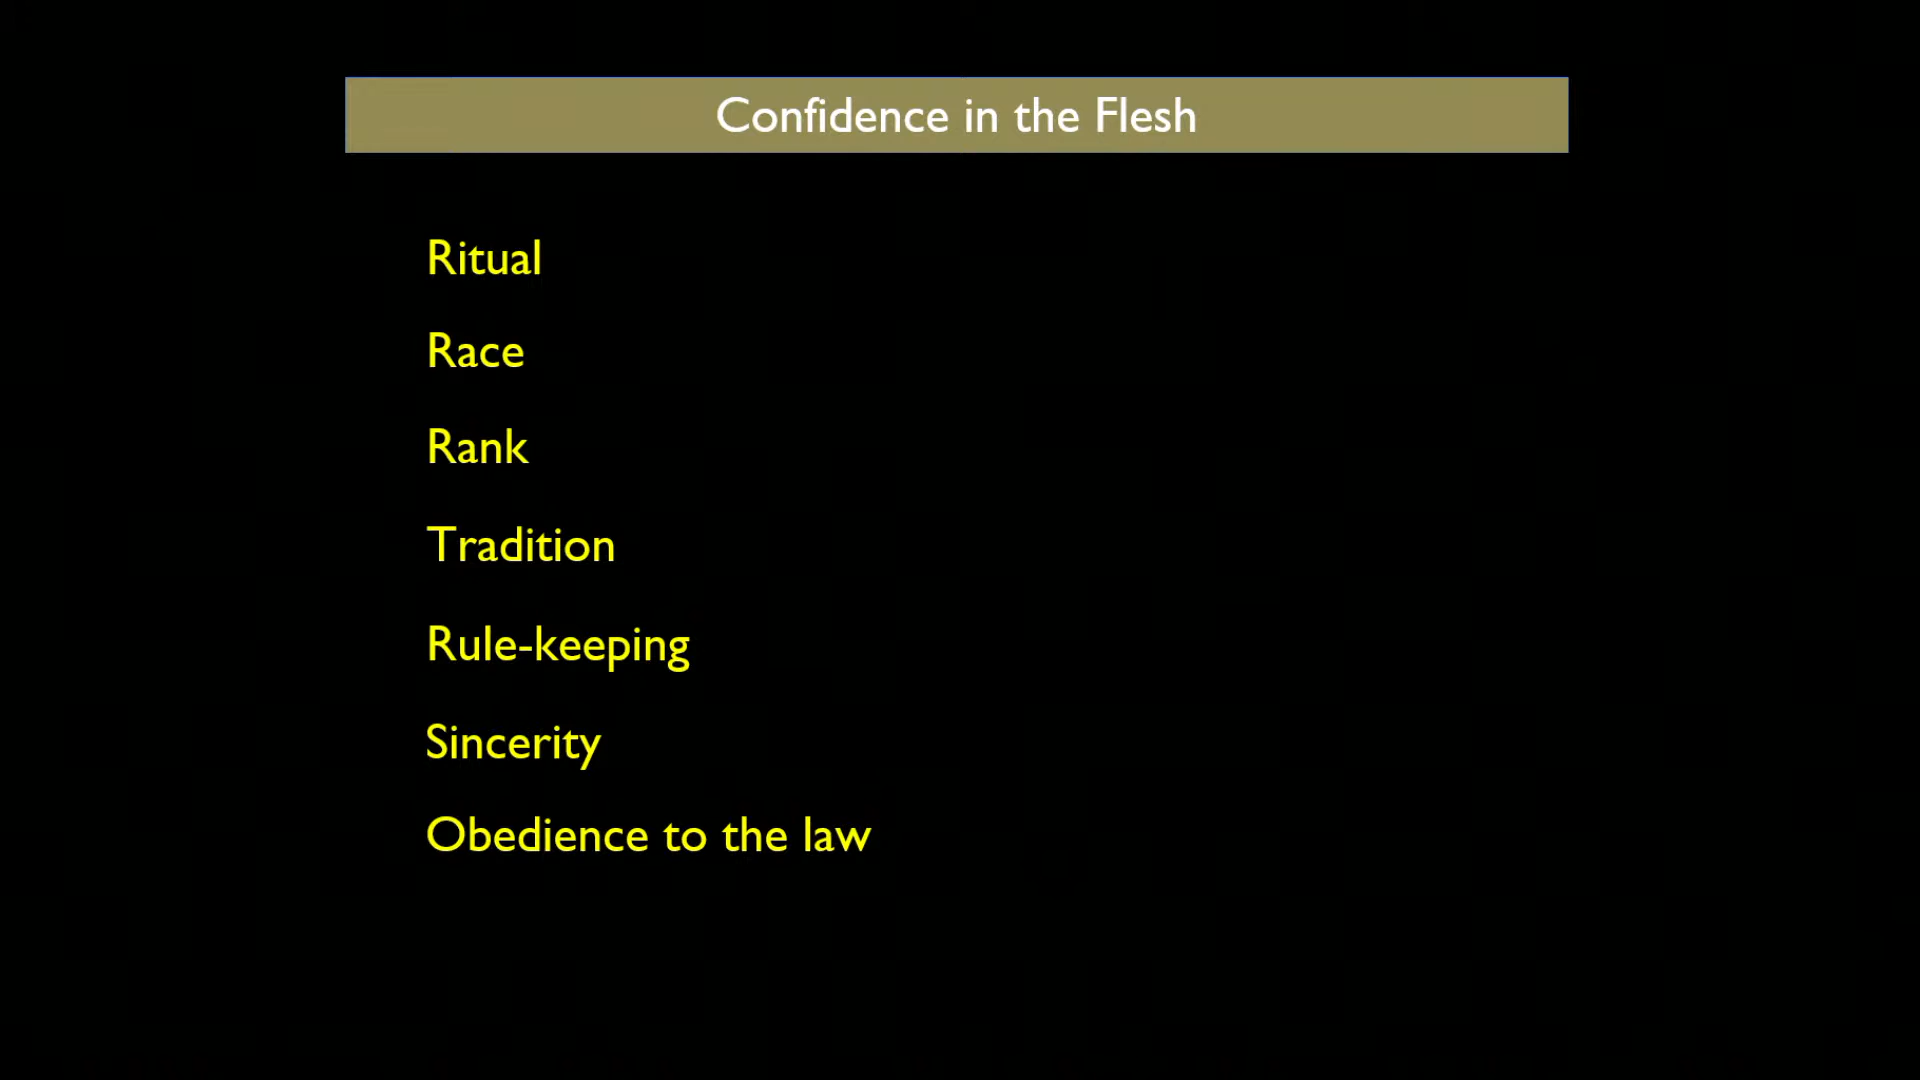 Confidence in the Flesh
Ritual
Race
Rank
Tradition
Rule-keeping
Sincerity
Obedience to the law